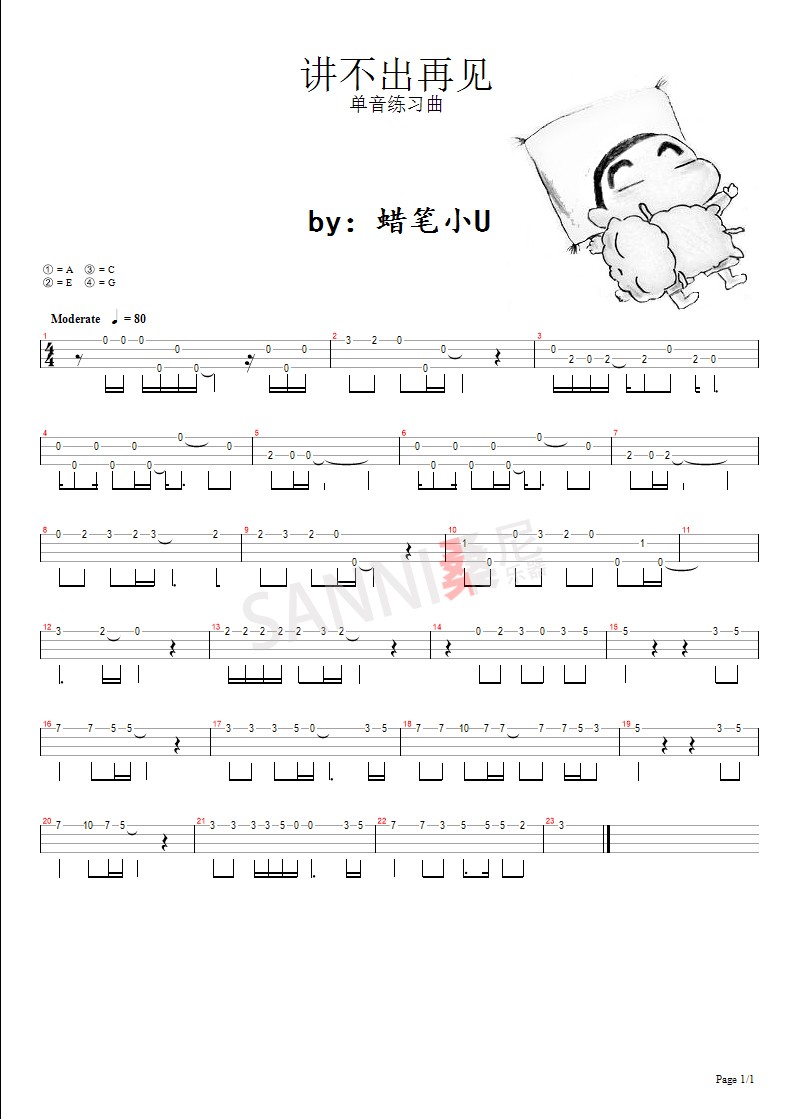 讲不出再见
单音练习曲
by: 蜡笔小U
① = A ③ = C
② = E ④ = G
Moderate ♩ = 80
1 4/4 0 0 0 0 0 0 0 0 0 2 3 2 0 0 3 0 2 0 2 2 0 2 0
4 0 0 0 0 0 0 0 0 5 2 0 0 6 0 0 0 0 0 0 0 0 7 2 0 2
8 0 2 3 2 3 2 9 2 3 2 0 0 10 1 0 0 3 2 0 0 1 0 11
SANNI 桑尼 乐器
12 3 2 0 13 2 2 2 2 2 3 2 14 0 2 3 0 3 5 15 5 3 5
16 7 7 5 5 17 3 3 3 5 0 3 5 18 7 7 10 7 7 7 7 5 3 19 5 3 5
20 7 10 7 5 21 3 3 3 3 5 0 0 3 5 22 7 7 3 5 5 5 2 23 3
Page 1/1